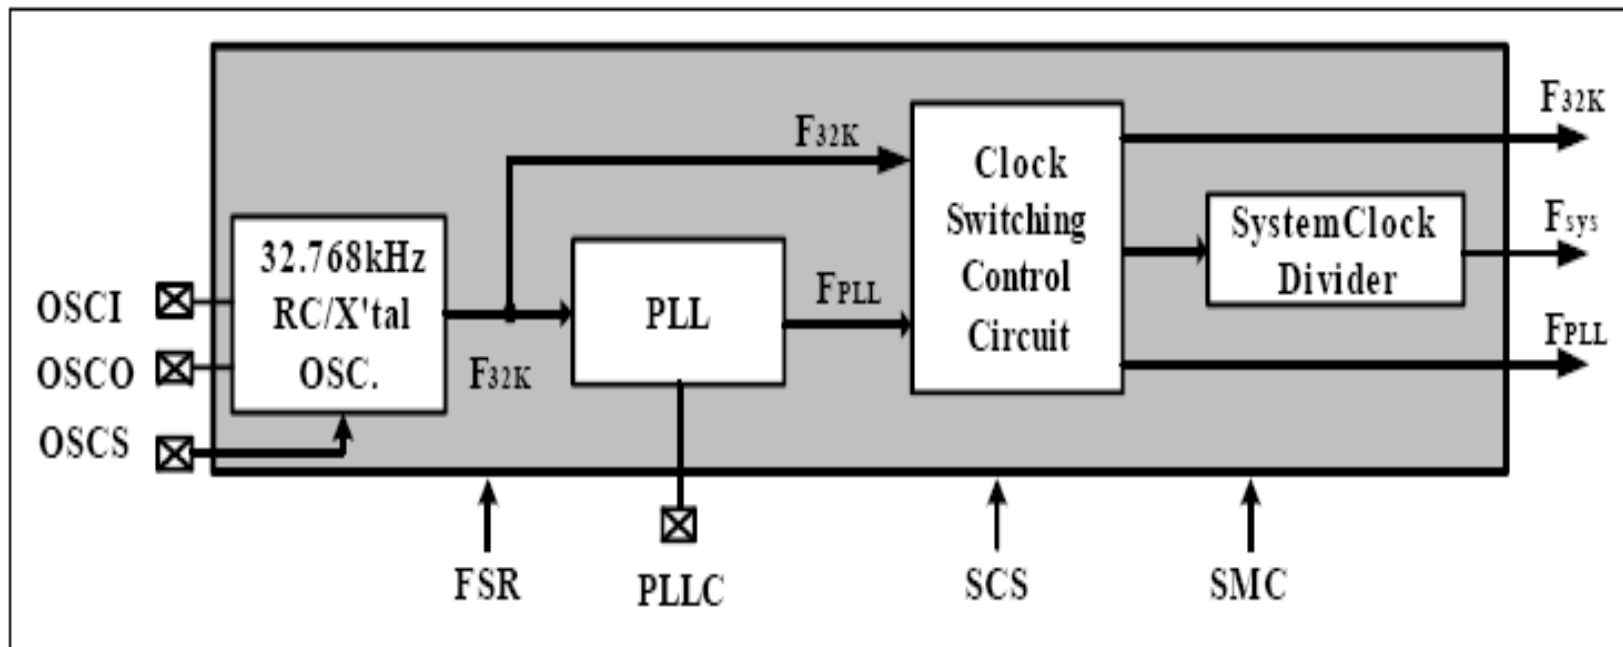 F32K
F32K
Clock
Switching
Control
Circuit
SystemClock
Divider
Fsys
32.768kHz
RC/X'tal
OSC.
PLL
FPLL
FPLL
OSCI
OSCO
F32K
OSCS
FSR
PLLC
SCS
SMC